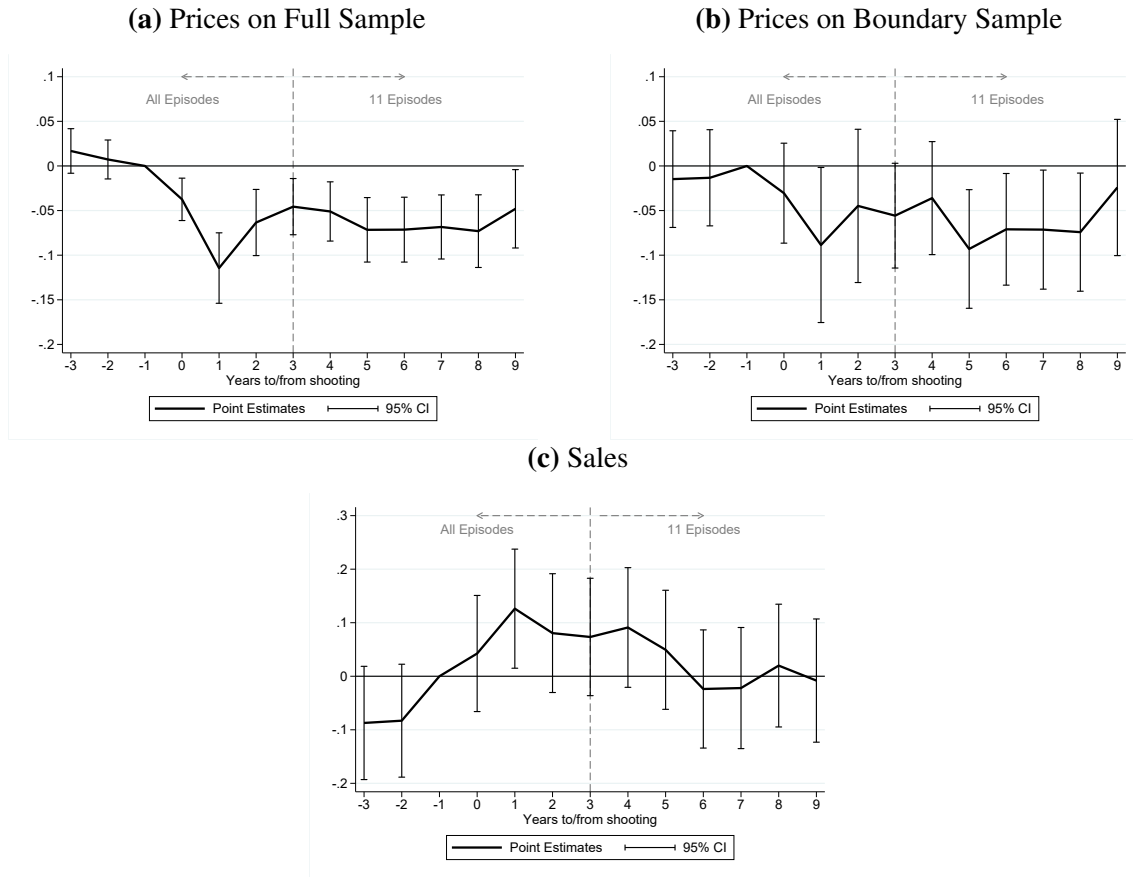 (a) Prices on Full Sample
.1
.05
0
-.05
-.1
-.15
-.2
All Episodes 11 Episodes
-3 -2 -1 0 1 2 3 4 5 6 7 8 9
Years to/from shooting
Point Estimates 95% CI
(b) Prices on Boundary Sample
.1
.05
0
-.05
-.1
-.15
-.2
All Episodes 11 Episodes
-3 -2 -1 0 1 2 3 4 5 6 7 8 9
Years to/from shooting
Point Estimates 95% CI
(c) Sales
.3
.2
.1
0
-.1
-.2
All Episodes 11 Episodes
-3 -2 -1 0 1 2 3 4 5 6 7 8 9
Years to/from shooting
Point Estimates 95% CI